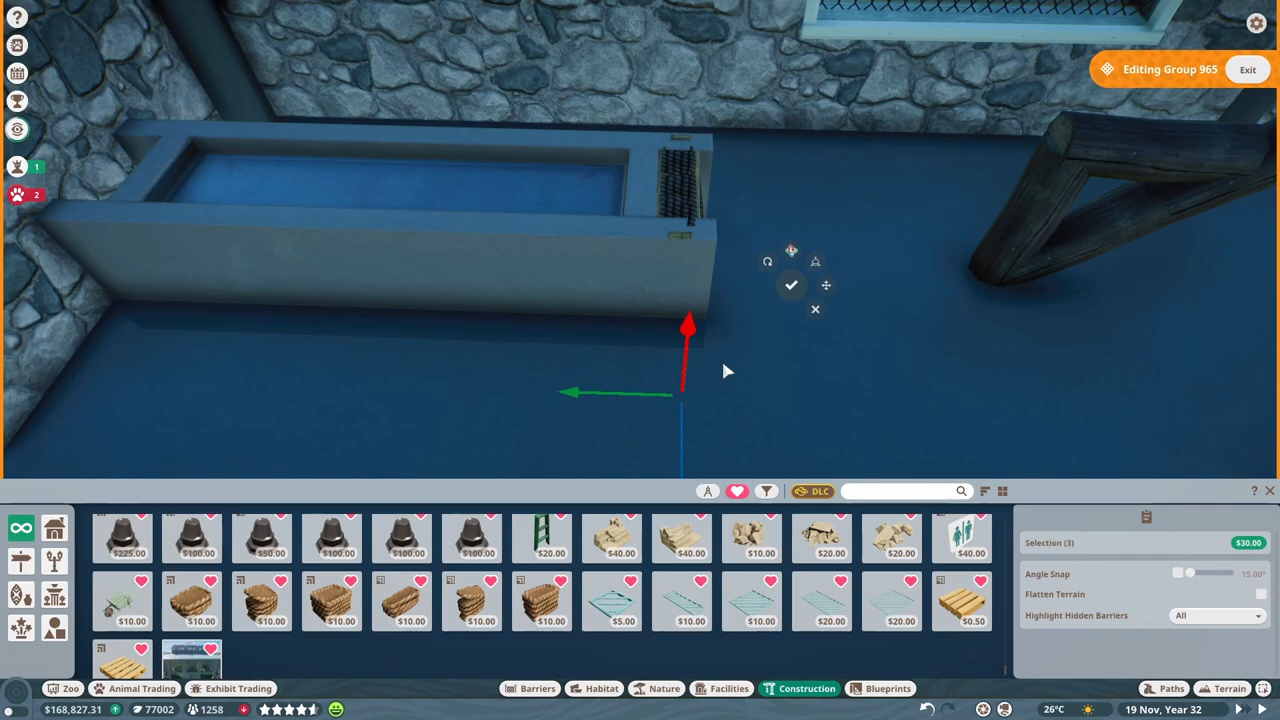 ?
Editing Group 965 Exit
1
2
DLC
? ×
$225.00 $100.00 $50.00 $100.00 $100.00 $100.00 $20.00 $40.00 $40.00 $10.00 $20.00 $20.00 $40.00
Selection (3) $30.00
Angle Snap 15.00°
$10.00 $10.00 $10.00 $10.00 $10.00 $10.00 $10.00 $5.00 $10.00 $10.00 $20.00 $20.00 $0.50
Flatten Terrain
Highlight Hidden Barriers All
Zoo Animal Trading Exhibit Trading Barriers Habitat Nature Facilities Construction Blueprints Paths Terrain
$168,827.31 77002 1258 26°C 19 Nov, Year 32